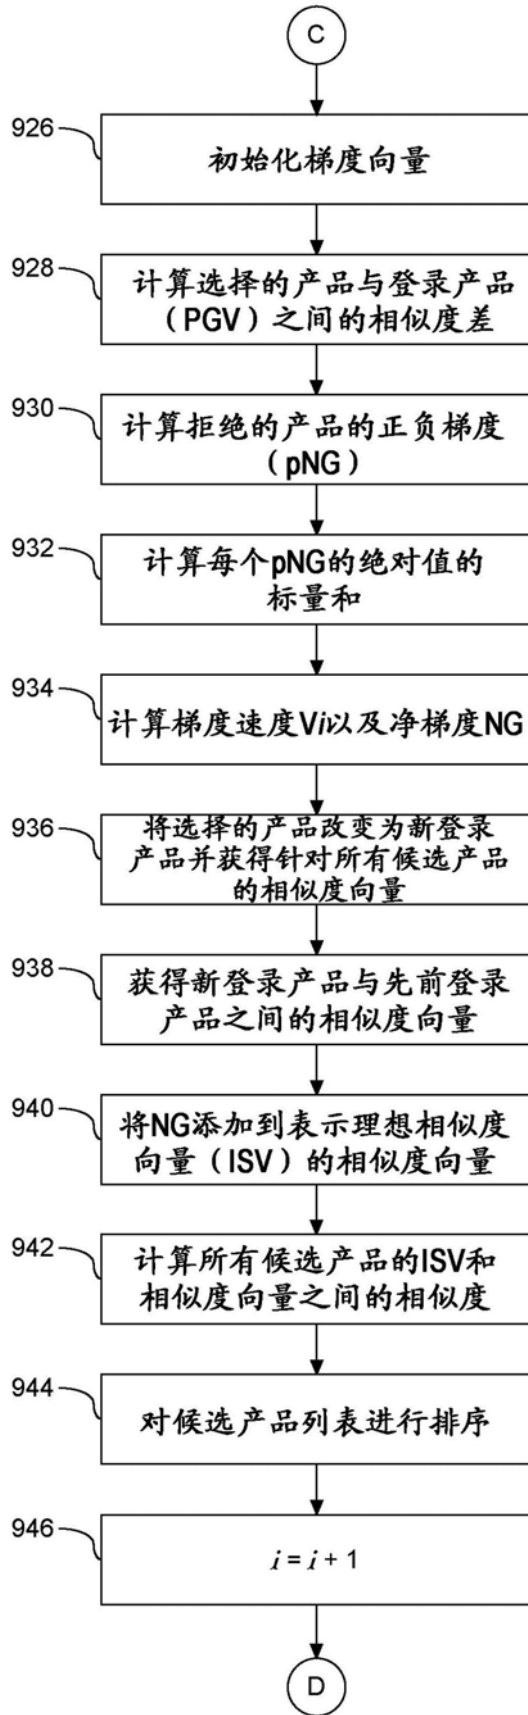 C
926
初始化梯度向量
928
计算选择的产品与登录产品
（PGV）之间的相似度差
930
计算拒绝的产品的正负梯度
（pNG）
932
计算每个pNG的绝对值的
标量和
934
计算梯度速度Vi以及净梯度NG
936
将选择的产品改变为新登录
产品并获得针对所有候选产品
的相似度向量
938
获得新登录产品与先前登录
产品之间的相似度向量
940
将NG添加到表示理想相似度
向量（ISV）的相似度向量
942
计算所有候选产品的ISV和
相似度向量之间的相似度
944
对候选产品列表进行排序
946
i = i + 1
D